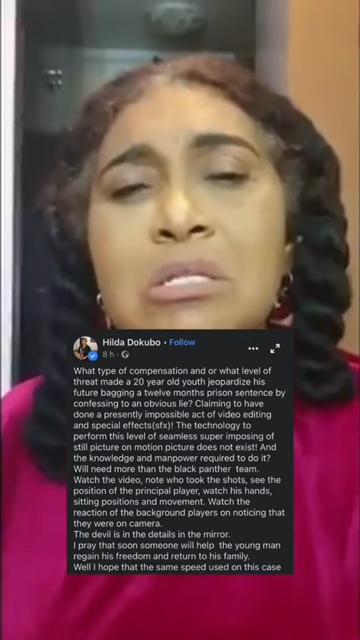 Hilda Dokubo · Follow
8 h ·
What type of compensation and or what level of
threat made a 20 year old youth jeopardize his
future bagging a twelve months prison sentence by
confessing to an obvious lie? Claiming to have
done a presently impossible act of video editing
and special effects(sfx)! The technology to
perform this level of seamless super imposing of
still picture on motion picture does not exist! And
the knowledge and manpower required to do it?
Will need more than the black panther  team.
Watch the video, note who took the shots, see the
position of the principal player, watch his hands,
sitting positions and movement. Watch the
reaction of the background players on noticing that
they were on camera.
The devil is in the details in the mirror.
I pray that soon someone will  help  the young man
regain his freedom and return to his family.
Well I hope that the same speed used on this case